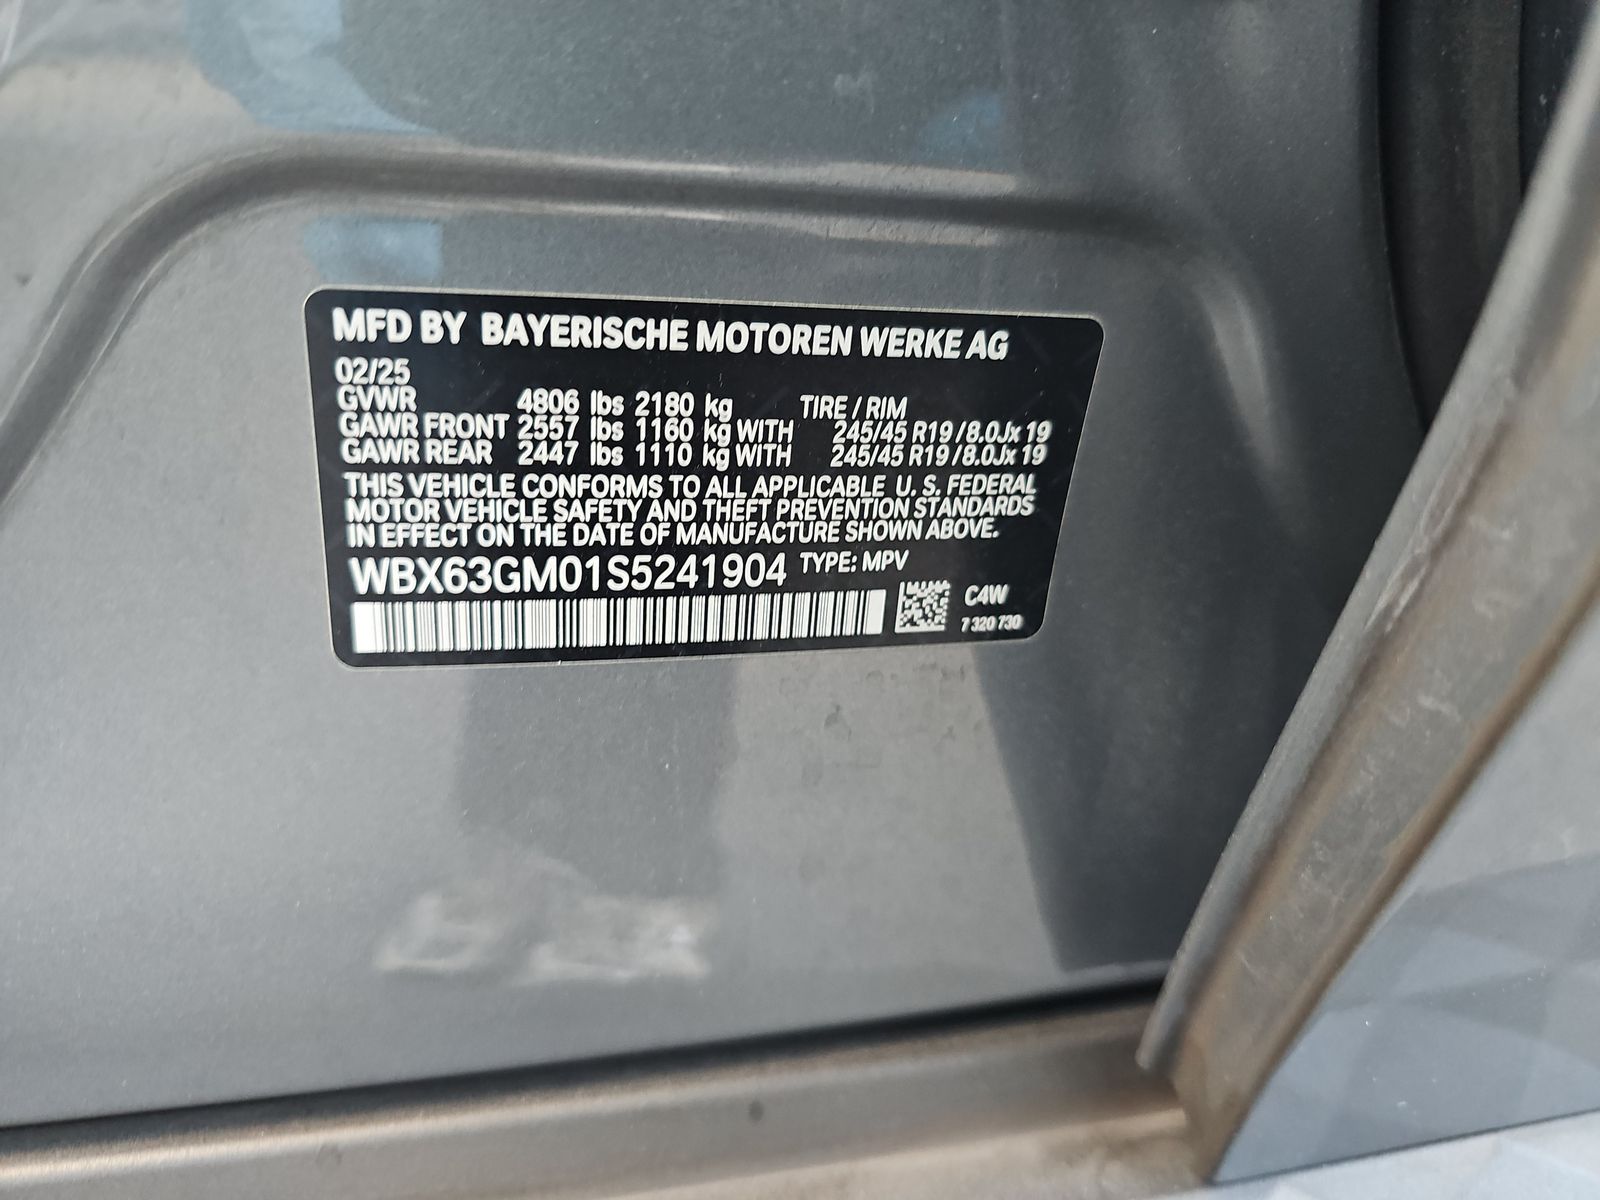 MFD BY BAYERISCHE MOTOREN WERKE AG
02/25
GVWR 4806 lbs 2180 kg TIRE / RIM
GAWR FRONT 2557 lbs 1160 kg WITH 245/45 R19 / 8.0Jx 19
GAWR REAR 2447 lbs 1110 kg WITH 245/45 R19 / 8.0Jx 19
THIS VEHICLE CONFORMS TO ALL APPLICABLE U. S. FEDERAL
MOTOR VEHICLE SAFETY AND THEFT PREVENTION STANDARDS
IN EFFECT ON THE DATE OF MANUFACTURE SHOWN ABOVE.
WBX63GM01S5241904 TYPE: MPV
C4W
7 320 730